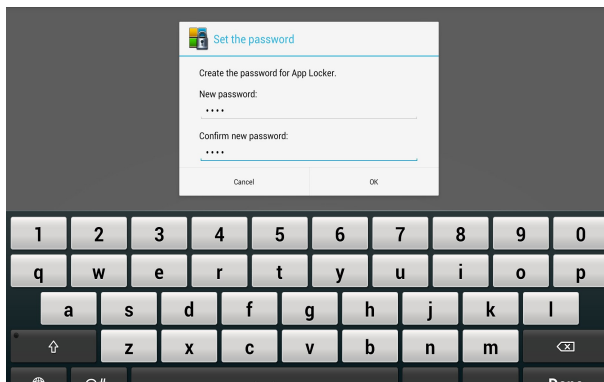 Set the password
Create the password for App Locker.
New password:
••••
Confirm new password:
••••
Cancel OK
1 2 3 4 5 6 7 8 9 0
q w e r t y u i o p
a s d f g h j k l
z x c v b n m